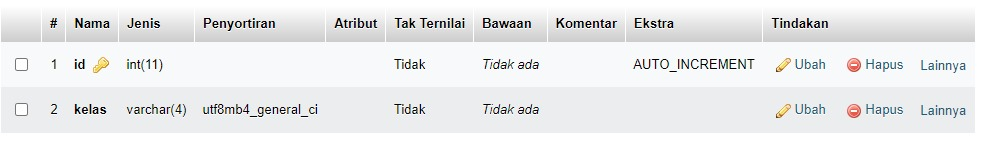 # Nama Jenis Penyortiran Atribut Tak Ternilai Bawaan Komentar Ekstra Tindakan
1 id int(11) Tidak Tidak ada AUTO_INCREMENT Ubah Hapus Lainnya
2 kelas varchar(4) utf8mb4_general_ci Tidak Tidak ada Ubah Hapus Lainnya